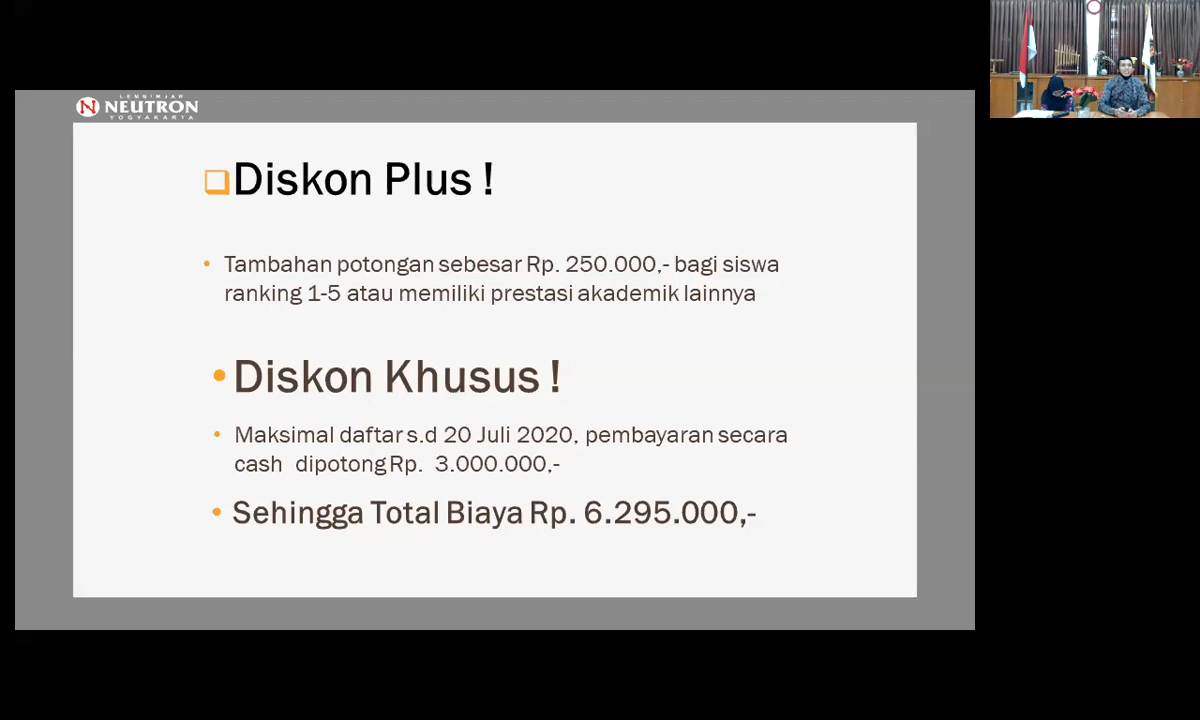 LEMBIMJAR
NEUTRON
YOGYAKARTA
Diskon Plus !
• Tambahan potongan sebesar Rp. 250.000,- bagi siswa
ranking 1-5 atau memiliki prestasi akademik lainnya
• Diskon Khusus !
• Maksimal daftar s.d 20 Juli 2020, pembayaran secara
cash dipotong Rp. 3.000.000,-
• Sehingga Total Biaya Rp. 6.295.000,-